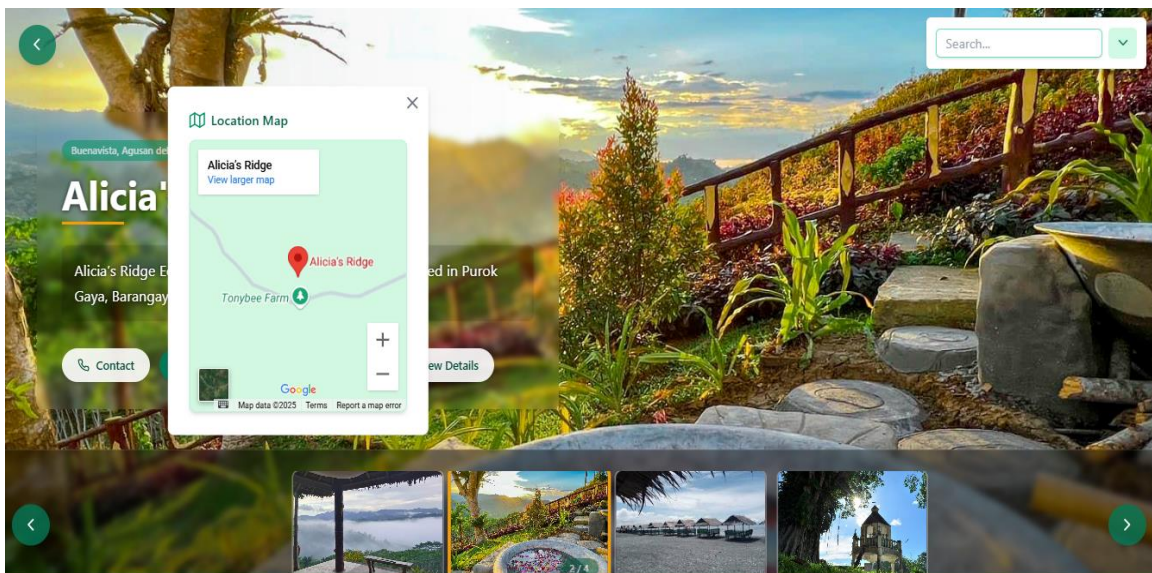 Search...
Location Map
Buenavista, Agusan del
Alicia's Ridge
View larger map
Alicia'
Alicia's Ridge
Alicia's Ridge E
ed in Purok
Gaya, Barangay
Tonybee Farm
Contact
ew Details
Google
Map data ©2025 Terms Report a map error
2/4